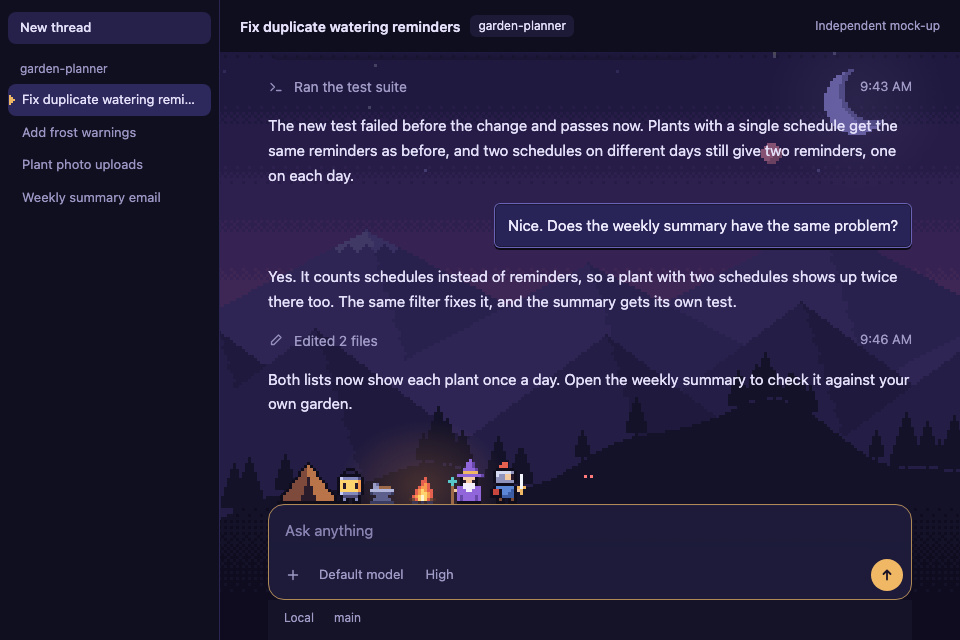 New thread
garden-planner
Fix duplicate watering remi...
Add frost warnings
Plant photo uploads
Weekly summary email
Fix duplicate watering reminders
garden-planner
Independent mock-up
Ran the test suite
9:43 AM
The new test failed before the change and passes now. Plants with a single schedule get the
same reminders as before, and two schedules on different days still give two reminders, one
on each day.
Nice. Does the weekly summary have the same problem?
Yes. It counts schedules instead of reminders, so a plant with two schedules shows up twice
there too. The same filter fixes it, and the summary gets its own test.
Edited 2 files
9:46 AM
Both lists now show each plant once a day. Open the weekly summary to check it against your
own garden.
Ask anything
Default model
High
Local
main